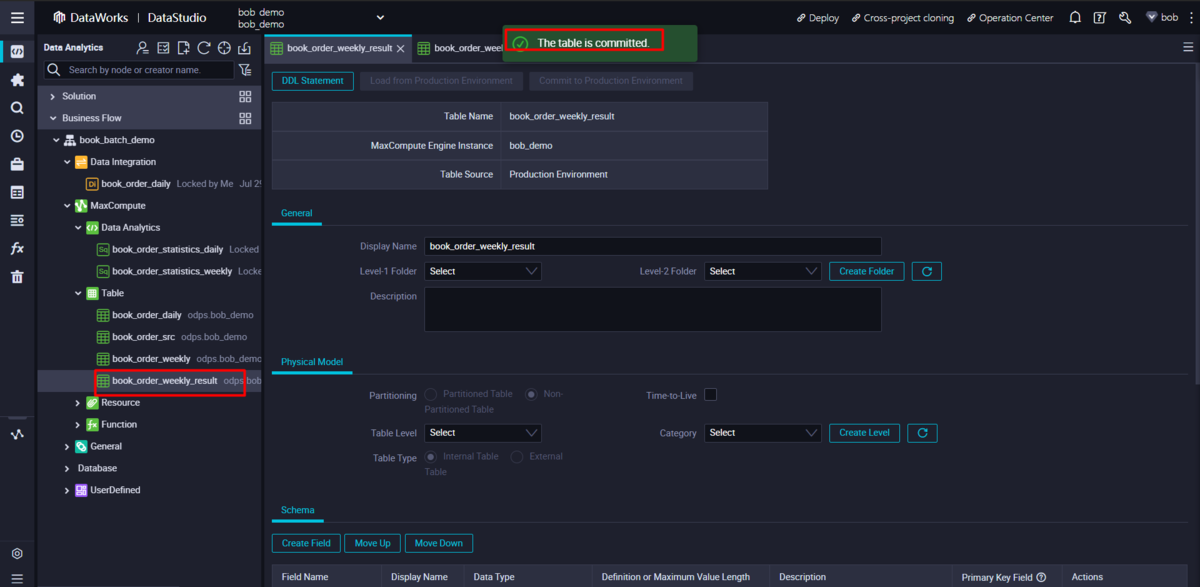 DataWorks | DataStudio
bob_demo
bob_demo
Deploy
Cross-project cloning
Operation Center
bob
Data Analytics
Search by node or creator name.
Solution
Business Flow
book_batch_demo
Data Integration
Di book_order_daily Locked by Me Jul 29
MaxCompute
Data Analytics
Sq book_order_statistics_daily Locked
Sq book_order_statistics_weekly Locke
Table
book_order_daily odps.bob_demo
book_order_src odps.bob_demo
book_order_weekly odps.bob_demo
book_order_weekly_result odps.bob
Resource
Function
General
Database
UserDefined
book_order_weekly_result
book_order_wee
The table is committed.
DDL Statement
Load from Production Environment
Commit to Production Environment
Table Name book_order_weekly_result
MaxCompute Engine Instance bob_demo
Table Source Production Environment
General
Display Name book_order_weekly_result
Level-1 Folder Select Level-2 Folder Select Create Folder
Description
Physical Model
Partitioning Partitioned Table Non-
Partitioned Table
Time-to-Live
Table Level Select Category Select Create Level
Table Type Internal Table External
Table
Schema
Create Field Move Up Move Down
Field Name Display Name Data Type Definition or Maximum Value Length Description Primary Key Field Actions